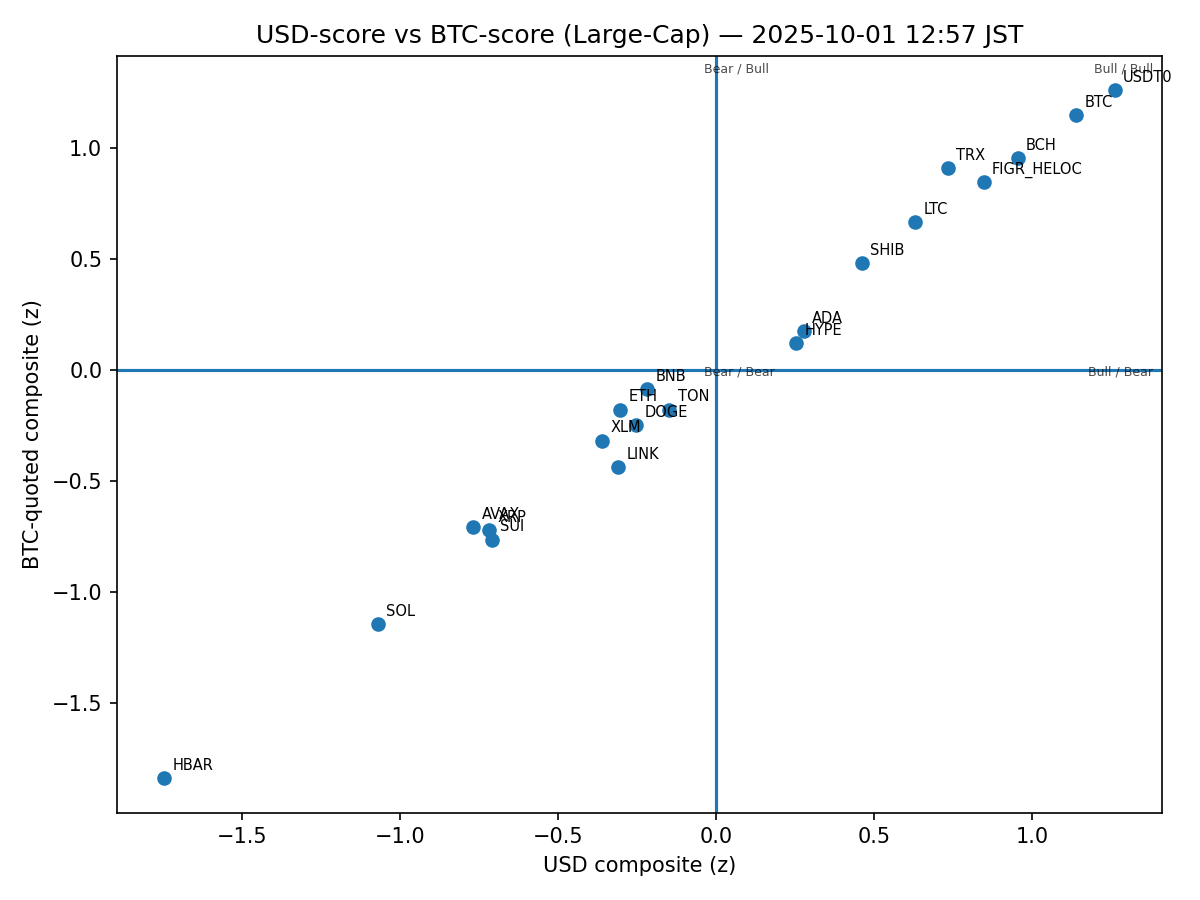 USD-score vs BTC-score (Large-Cap) — 2025-10-01 12:57 JST
Bear / Bull
Bull / Bull
USDT0
BTC
BCH
TRX
FIGR_HELOC
LTC
SHIB
ADA
HYPE
Bear / Bear
Bull / Bear
BNB
ETH
TON
DOGE
XLM
LINK
AVAX
XRP
SUI
SOL
HBAR
1.0
0.5
0.0
−0.5
−1.0
−1.5
BTC-quoted composite (z)
−1.5
−1.0
−0.5
0.0
0.5
1.0
USD composite (z)